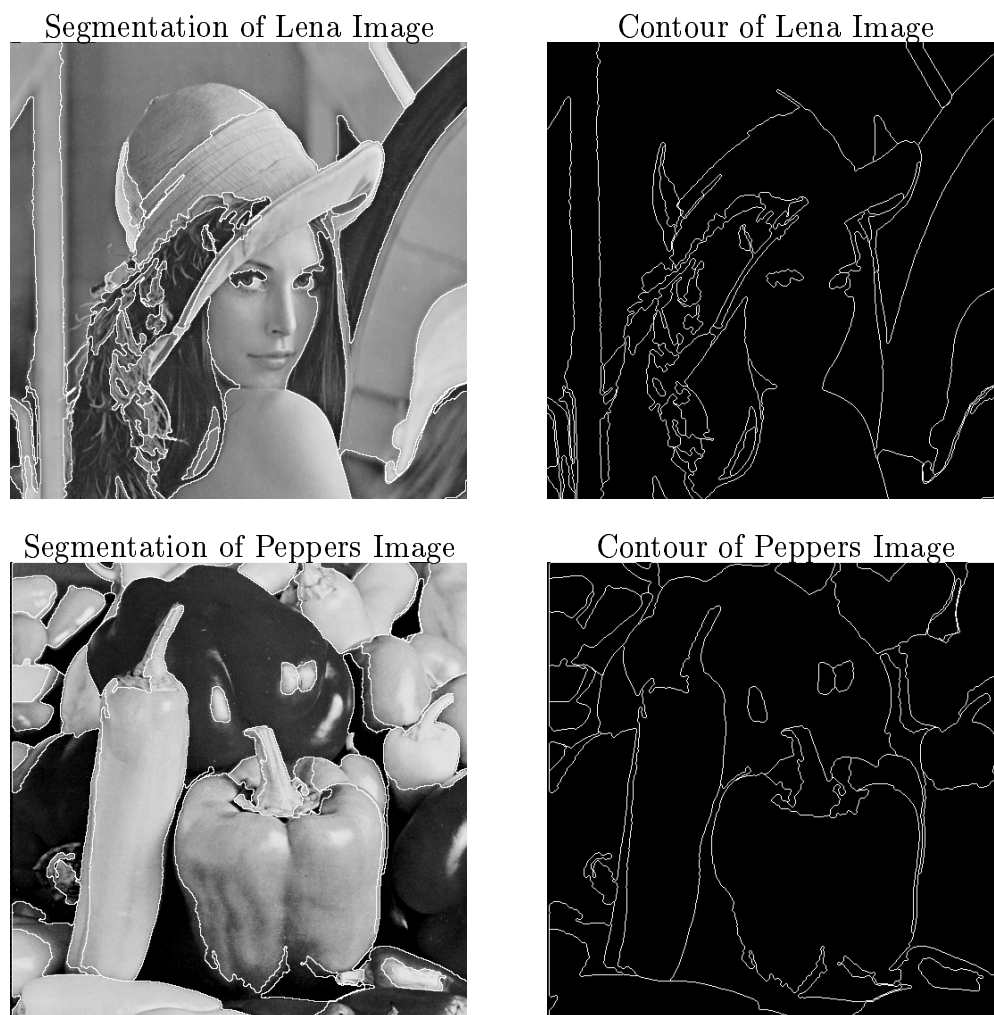 Segmentation of Lena Image
Contour of Lena Image
Segmentation of Peppers Image
Contour of Peppers Image